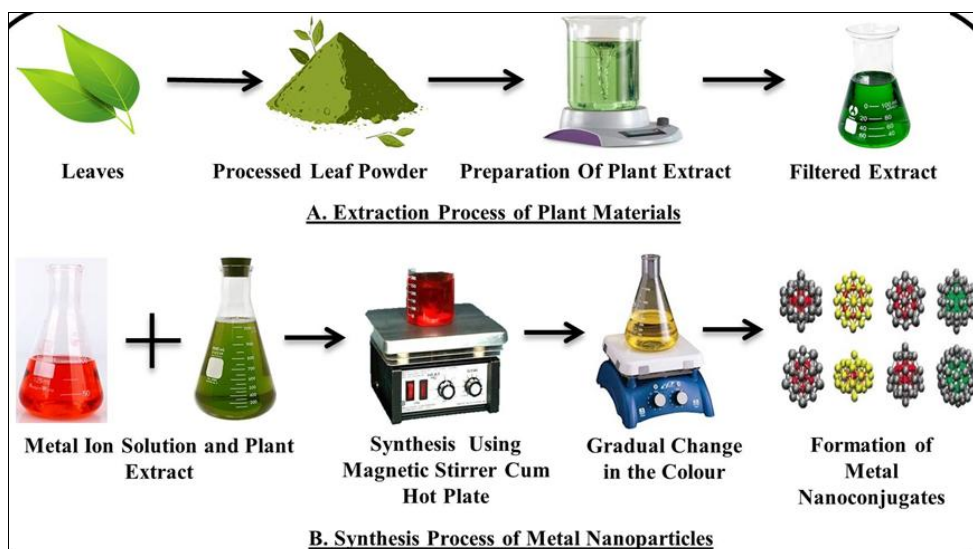 Leaves
Processed Leaf Powder
Preparation Of Plant Extract
Filtered Extract
A. Extraction Process of Plant Materials
Metal Ion Solution and Plant
Extract
Synthesis Using
Magnetic Stirrer Cum
Hot Plate
Gradual Change
in the Colour
Formation of
Metal
Nanoconjugates
B. Synthesis Process of Metal Nanoparticles